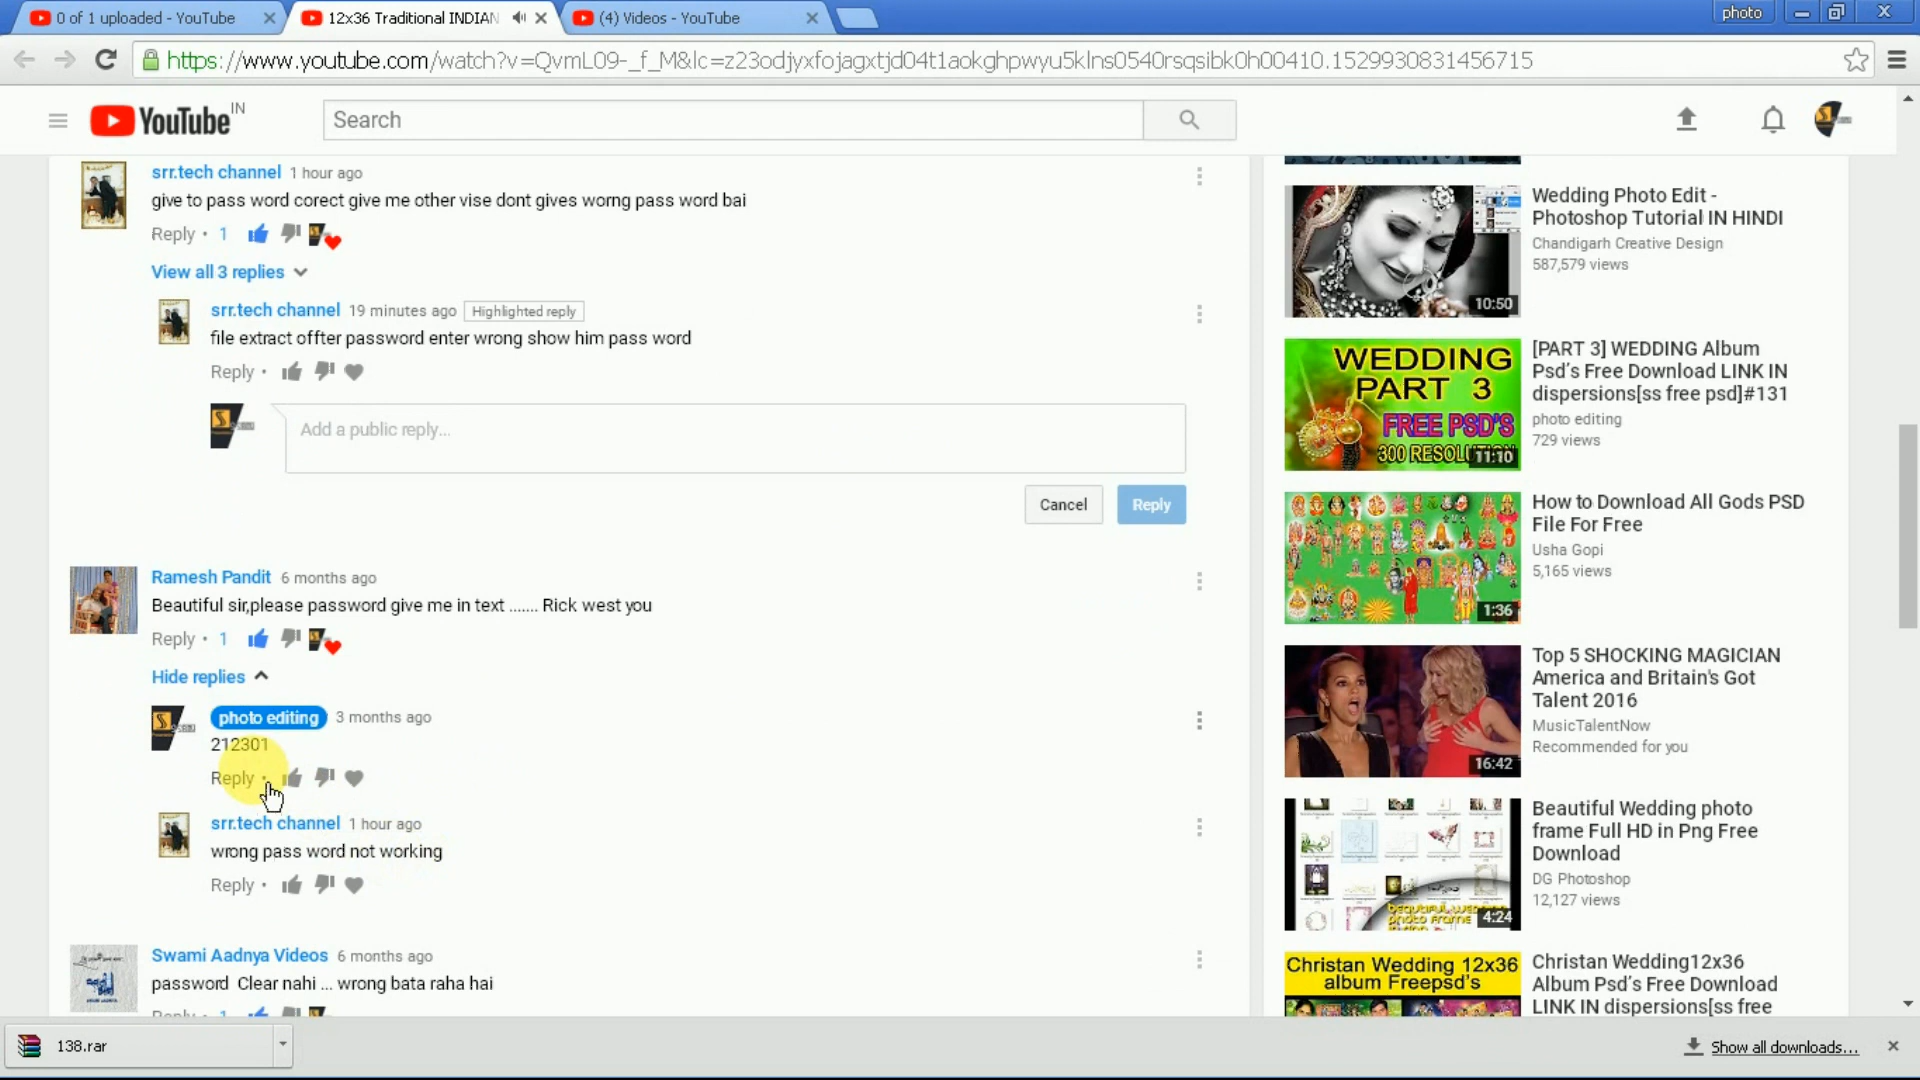 0 of 1 uploaded - YouTube
12x36 Traditional INDIAN
(4) Videos - YouTube
photo
https://www.youtube.com/watch?v=QvmL09-_f_M&lc=z23odjyxfojagxtjd04t1aokghpwyu5klns0540rsqsibk0h00410.1529930831456715
YouTube IN
Search
srr.tech channel 1 hour ago
give to pass word corect give me other vise dont gives worng pass word bai
Reply • 1
View all 3 replies
srr.tech channel 19 minutes ago Highlighted reply
file extract offter password enter wrong show him pass word
Reply •
Add a public reply...
Cancel Reply
Ramesh Pandit 6 months ago
Beautiful sir,please password give me in text ....... Rick west you
Reply • 1
Hide replies
photo editing 3 months ago
212301
Reply •
srr.tech channel 1 hour ago
wrong pass word not working
Reply •
Swami Aadnya Videos 6 months ago
password Clear nahi ... wrong bata raha hai
Reply • 1
10:50
Wedding Photo Edit -
Photoshop Tutorial IN HINDI
Chandigarh Creative Design
587,579 views
WEDDING
PART 3
FREE PSD'S
300 RESOLUTION
11:10
[PART 3] WEDDING Album
Psd's Free Download LINK IN
dispersions[ss free psd]#131
photo editing
729 views
1:36
How to Download All Gods PSD
File For Free
Usha Gopi
5,165 views
16:42
Top 5 SHOCKING MAGICIAN
America and Britain's Got
Talent 2016
MusicTalentNow
Recommended for you
4:24
Beautiful Wedding photo
frame Full HD in Png Free
Download
DG Photoshop
12,127 views
Christan Wedding 12x36
album Freepsd's
Christan Wedding12x36
Album Psd's Free Download
LINK IN dispersions[ss free
138.rar
Show all downloads...